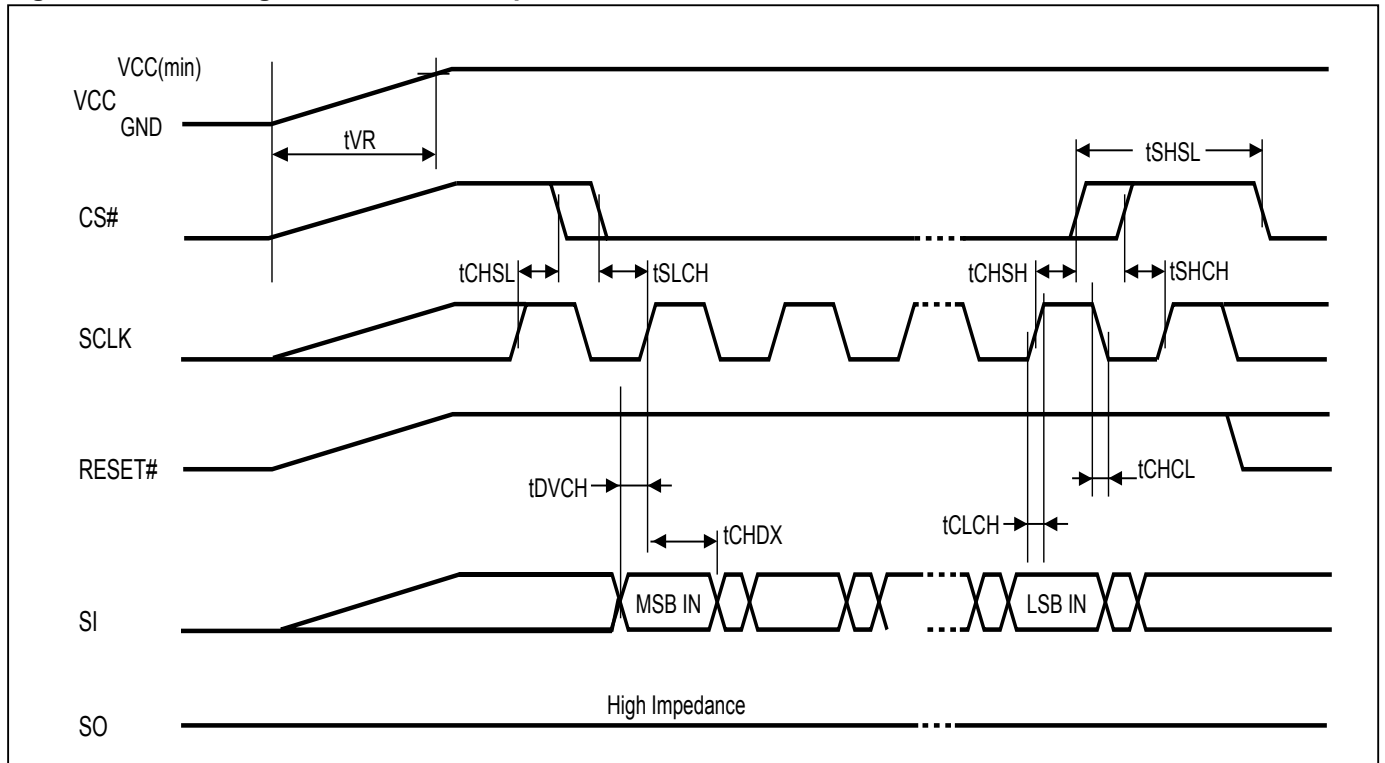 VCC(min)
VCC
GND
tVR
tSHSL
CS#
tCHSL
tSLCH
tCHSH
tSHCH
SCLK
RESET#
tDVCH
tCHCL
tCLCH
tCHDX
SI
MSB IN
LSB IN
High Impedance
SO